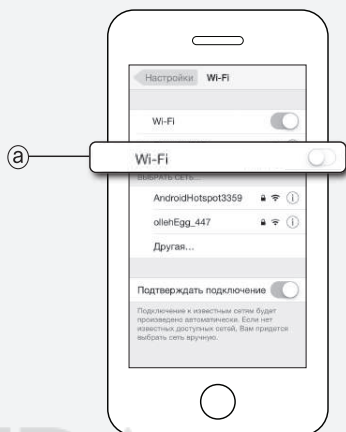 Настройки Wi-Fi
Wi-Fi
ⓐ Wi-Fi
ВЫБРАТЬ СЕТЬ...
AndroidHotspot3359
ollehEgg_447
Другая...
Подтверждать подключение
Подключение к известным сетям будет
произведено автоматически. Если нет
известных доступных сетей, Вам придется
выбрать сеть вручную.